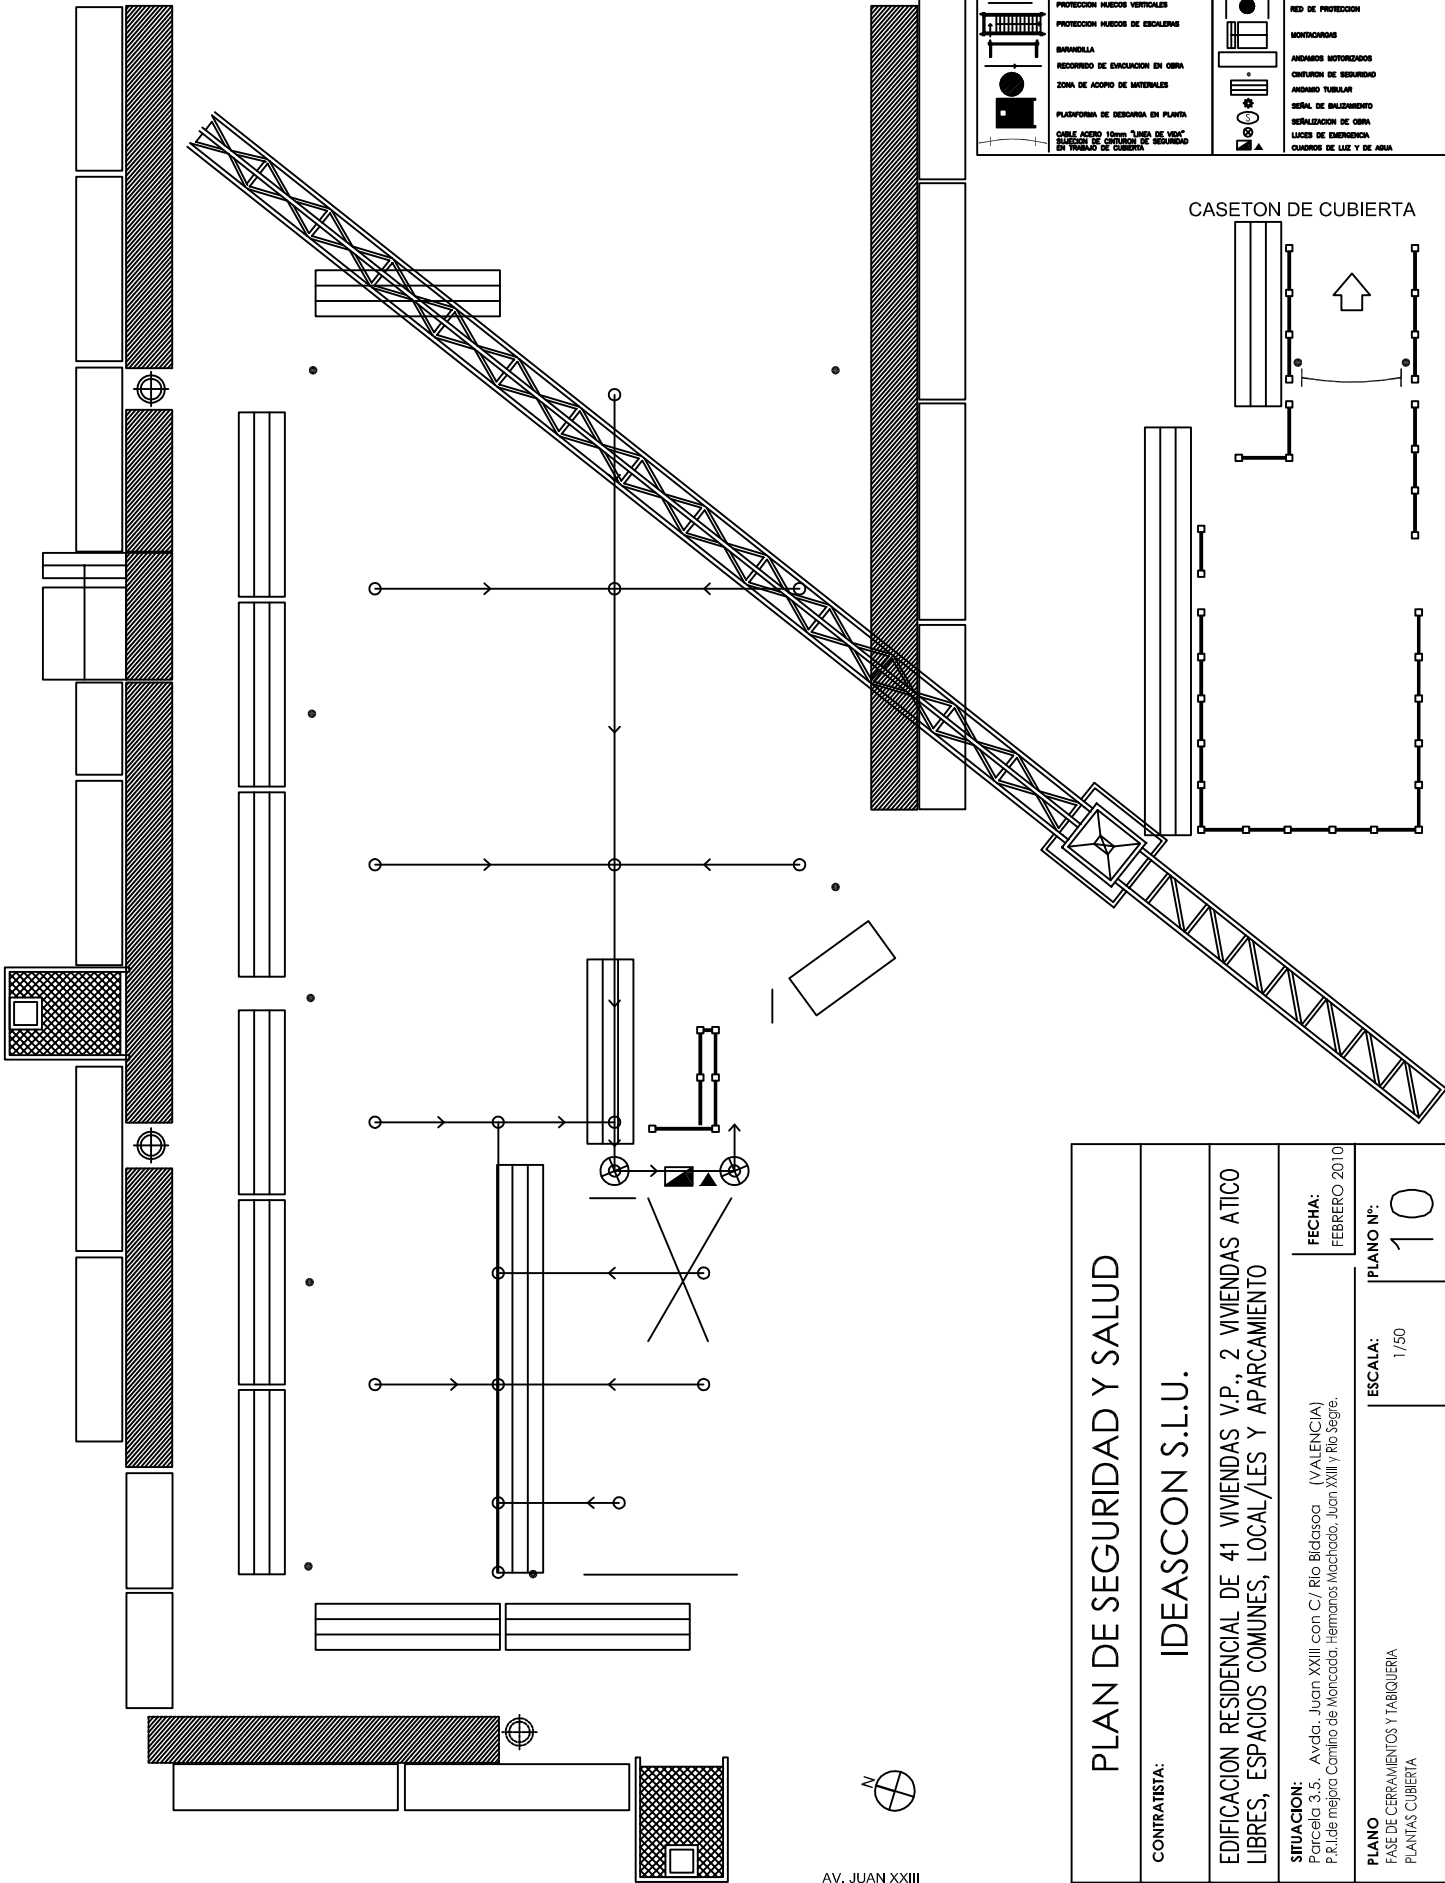 PROTECCION HUECOS VERTICALES
PROTECCION HUECOS DE ESCALERAS
BARANDILLA
RECORRIDO DE EVACUACION EN OBRA
ZONA DE ACOPIO DE MATERIALES
PLATAFORMA DE DESCARGA EN PLANTA
CABLE ACERO 10mm "LINEA DE VIDA"
SUJECION DE CINTURON DE SEGURIDAD
EN TRABAJO DE CUBIERTA
RED DE PROTECCION
MONTACARGAS
ANDAMIOS MOTORIZADOS
CINTURON DE SEGURIDAD
ANDAMIO TUBULAR
SEÑAL DE BALIZAMIENTO
S
SEÑALIZACION DE OBRA
LUCES DE EMERGENCIA
CUADROS DE LUZ Y DE AGUA
CASETON DE CUBIERTA
N
AV. JUAN XXIII
PLAN DE SEGURIDAD Y SALUD
CONTRATISTA:
IDEASCON S.L.U.
EDIFICACION RESIDENCIAL DE 41 VIVIENDAS V.P., 2 VIVIENDAS ATICO
LIBRES, ESPACIOS COMUNES, LOCAL/LES Y APARCAMIENTO
SITUACION:
Parcela 3.5. Avda. Juan XXIII con C/ Rio Bidasoa (VALENCIA)
P.R.I.de mejora Camino de Moncada, Hermanos Machado, Juan XXIII y Rio Segre.
FECHA:
FEBRERO 2010
PLANO
FASE DE CERRAMIENTOS Y TABIQUERIA
PLANTAS CUBIERTA
ESCALA:
1/50
PLANO Nº:
10